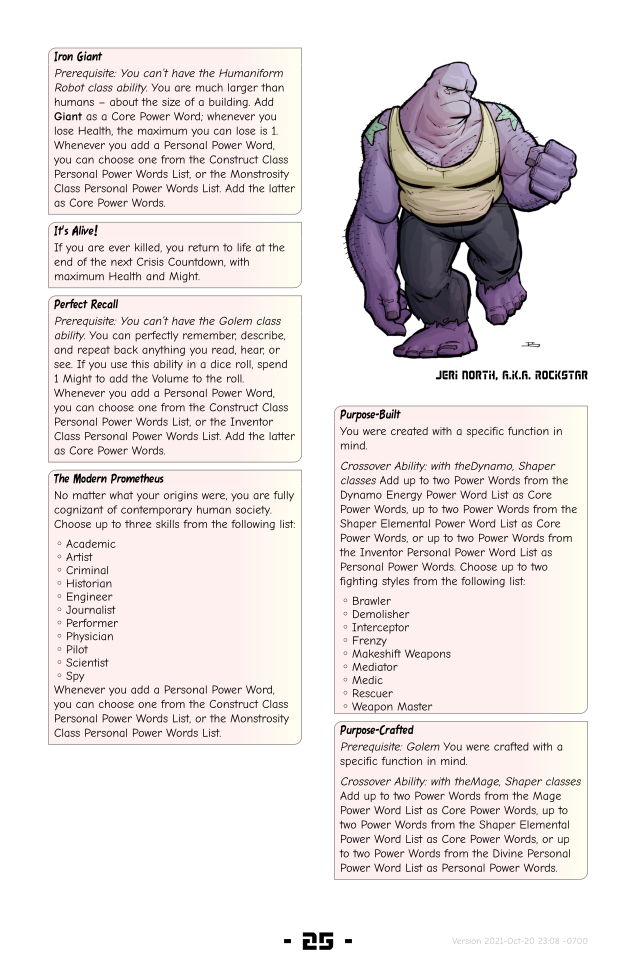 Iron Giant
Prerequisite: You can't have the Humaniform
Robot class ability. You are much larger than
humans – about the size of a building. Add
Giant as a Core Power Word; whenever you
lose Health, the maximum you can lose is 1.
Whenever you add a Personal Power Word,
you can choose one from the Construct Class
Personal Power Words List, or the Monstrosity
Class Personal Power Words List. Add the latter
as Core Power Words.
It's Alive!
If you are ever killed, you return to life at the
end of the next Crisis Countdown, with
maximum Health and Might.
Perfect Recall
Prerequisite: You can't have the Golem class
ability. You can perfectly remember, describe,
and repeat back anything you read, hear, or
see. If you use this ability in a dice roll, spend
1 Might to add the Volume to the roll.
Whenever you add a Personal Power Word,
you can choose one from the Construct Class
Personal Power Words List, or the Inventor
Class Personal Power Words List. Add the latter
as Core Power Words.
The Modern Prometheus
No matter what your origins were, you are fully
cognizant of contemporary human society.
Choose up to three skills from the following list:
◦ Academic
◦ Artist
◦ Criminal
◦ Historian
◦ Engineer
◦ Journalist
◦ Performer
◦ Physician
◦ Pilot
◦ Scientist
◦ Spy
Whenever you add a Personal Power Word,
you can choose one from the Construct Class
Personal Power Words List, or the Monstrosity
Class Personal Power Words List.
JERI NORTH, A.K.A. ROCKSTAR
Purpose-Built
You were created with a specific function in
mind.
Crossover Ability: with theDynamo, Shaper
classes Add up to two Power Words from the
Dynamo Energy Power Word List as Core
Power Words, up to two Power Words from the
Shaper Elemental Power Word List as Core
Power Words, or up to two Power Words from
the Inventor Personal Power Word List as
Personal Power Words. Choose up to two
fighting styles from the following list:
◦ Brawler
◦ Demolisher
◦ Interceptor
◦ Frenzy
◦ Makeshift Weapons
◦ Mediator
◦ Medic
◦ Rescuer
◦ Weapon Master
Purpose-Crafted
Prerequisite: Golem You were crafted with a
specific function in mind.
Crossover Ability: with theMage, Shaper classes
Add up to two Power Words from the Mage
Power Word List as Core Power Words, up to
two Power Words from the Shaper Elemental
Power Word List as Core Power Words, or up
to two Power Words from the Divine Personal
Power Word List as Personal Power Words.
- 25 -
Version 2021-Oct-20 23:08 -0700